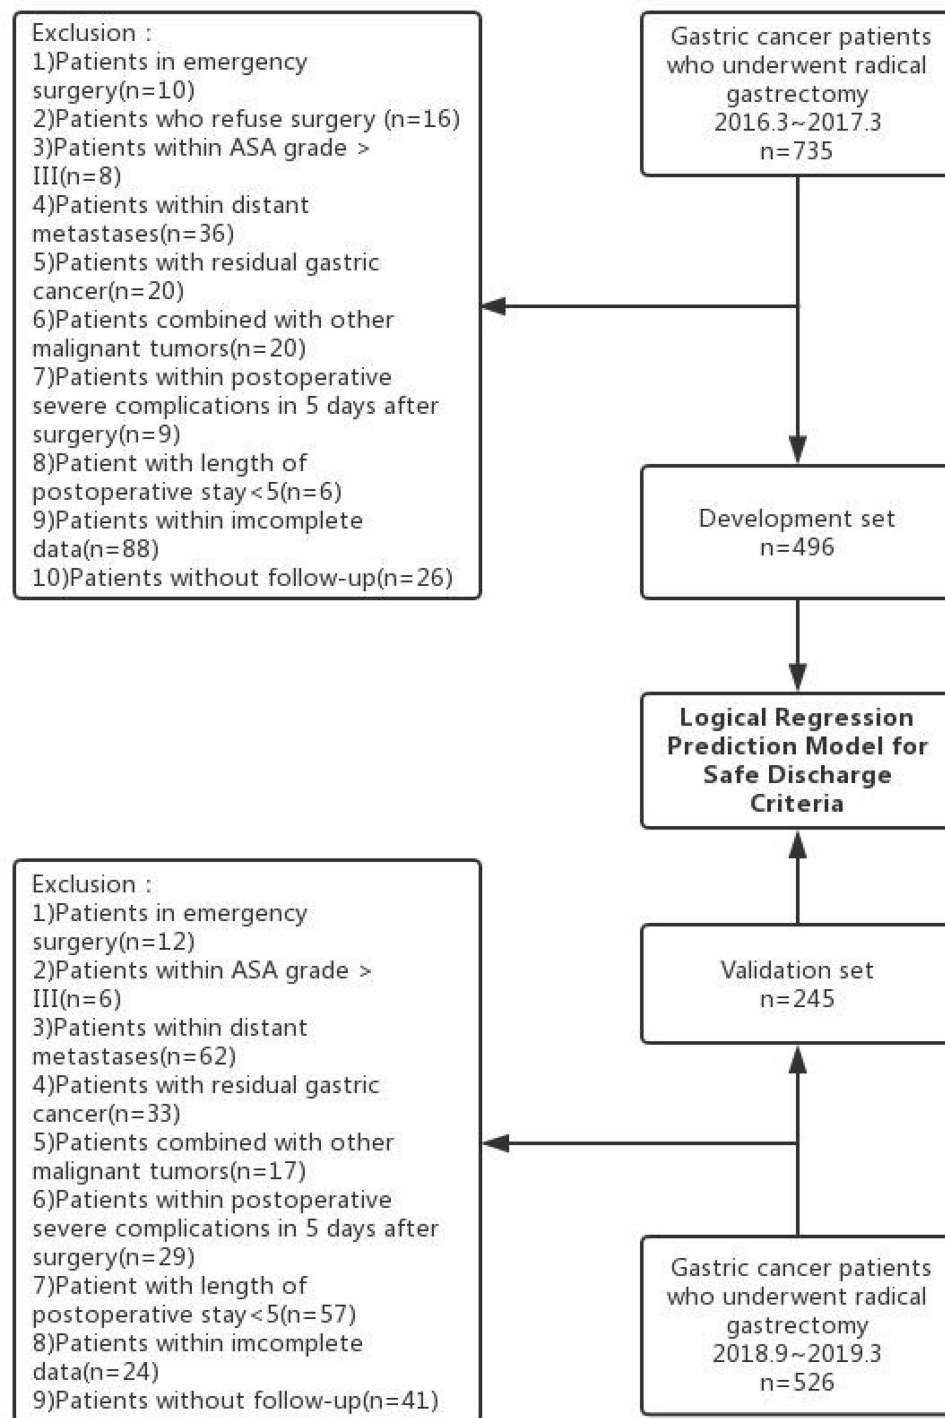 Exclusion :
1)Patients in emergency
surgery(n=10)
2)Patients who refuse surgery (n=16)
3)Patients within ASA grade >
III(n=8)
4)Patients within distant
metastases(n=36)
5)Patients with residual gastric
cancer(n=20)
6)Patients combined with other
malignant tumors(n=20)
7)Patients within postoperative
severe complications in 5 days after
surgery(n=9)
8)Patient with length of
postoperative stay<5(n=6)
9)Patients within imcomplete
data(n=88)
10)Patients without follow-up(n=26)
Gastric cancer patients
who underwent radical
gastrectomy
2016.3~2017.3
n=735
Development set
n=496
Logical Regression
Prediction Model for
Safe Discharge
Criteria
Exclusion :
1)Patients in emergency
surgery(n=12)
2)Patients within ASA grade >
III(n=6)
3)Patients within distant
metastases(n=62)
4)Patients with residual gastric
cancer(n=33)
5)Patients combined with other
malignant tumors(n=17)
6)Patients within postoperative
severe complications in 5 days after
surgery(n=29)
7)Patient with length of
postoperative stay<5(n=57)
8)Patients within imcomplete
data(n=24)
9)Patients without follow-up(n=41)
Validation set
n=245
Gastric cancer patients
who underwent radical
gastrectomy
2018.9~2019.3
n=526